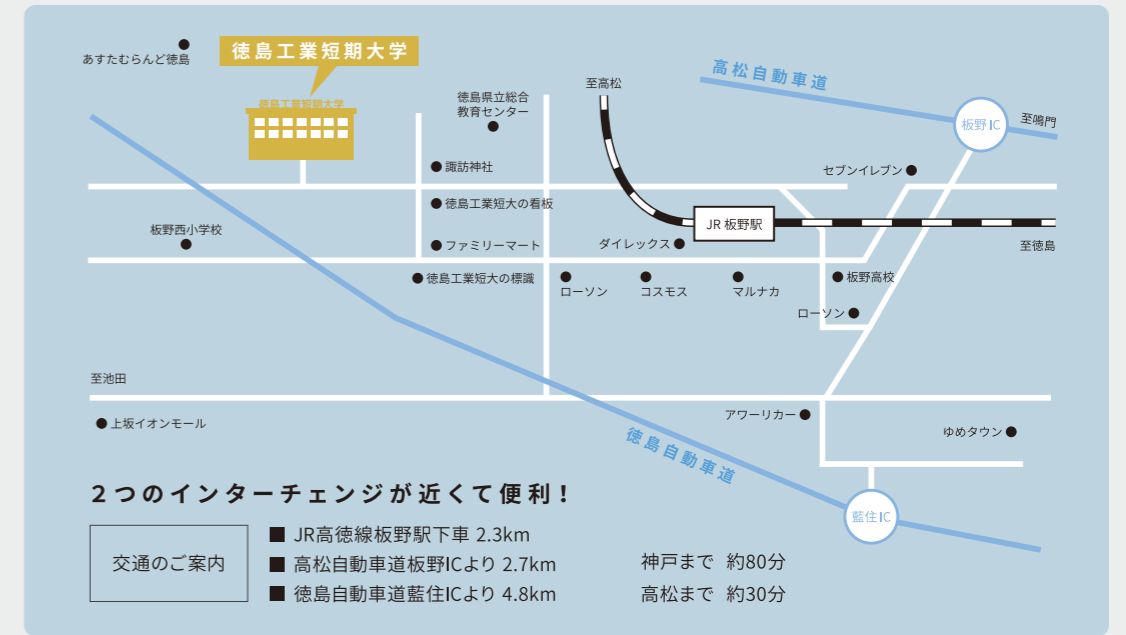 あすたむらんど徳島
徳島工業短期大学
徳島工業短期大学
徳島県立総合
教育センター
至高松
高松自動車道
板野IC
至鳴門
セブンイレブン
諏訪神社
徳島工業短大の看板
板野西小学校
ファミリーマート
ダイレックス
JR 板野駅
至徳島
徳島工業短大の標識
ローソン
コスモス
マルナカ
板野高校
ローソン
至池田
上坂イオンモール
アワーリカー
ゆめタウン
徳島自動車道
藍住IC
２つのインターチェンジが近くて便利！
交通のご案内
■ JR高徳線板野駅下車 2.3km
■ 高松自動車道板野ICより 2.7km
■ 徳島自動車道藍住ICより 4.8km
神戸まで 約80分
高松まで 約30分